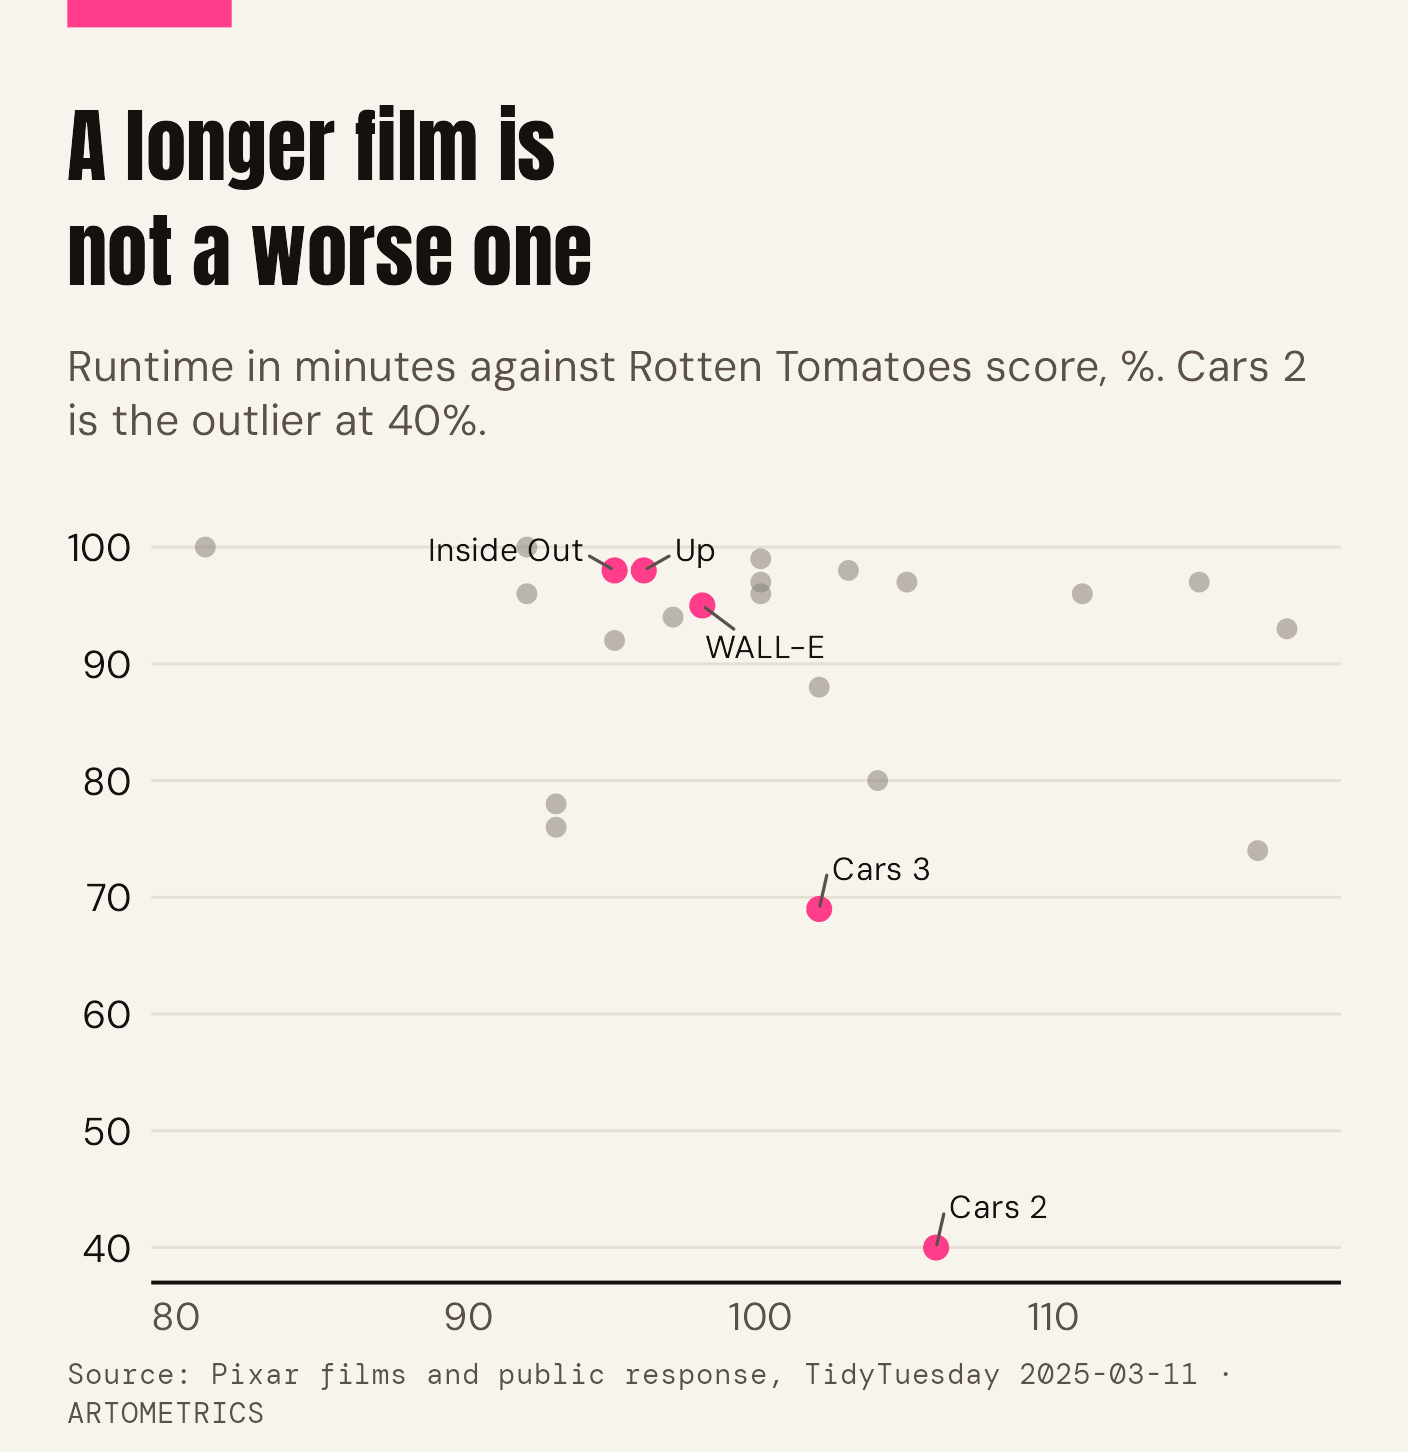 A longer film is
not a worse one
Runtime in minutes against Rotten Tomatoes score, %. Cars 2
is the outlier at 40%.
100
Inside Out
Up
WALL-E
90
80
Cars 3
70
60
50
Cars 2
40
80 90 100 110
Source: Pixar films and public response, TidyTuesday 2025-03-11 ·
ARTOMETRICS